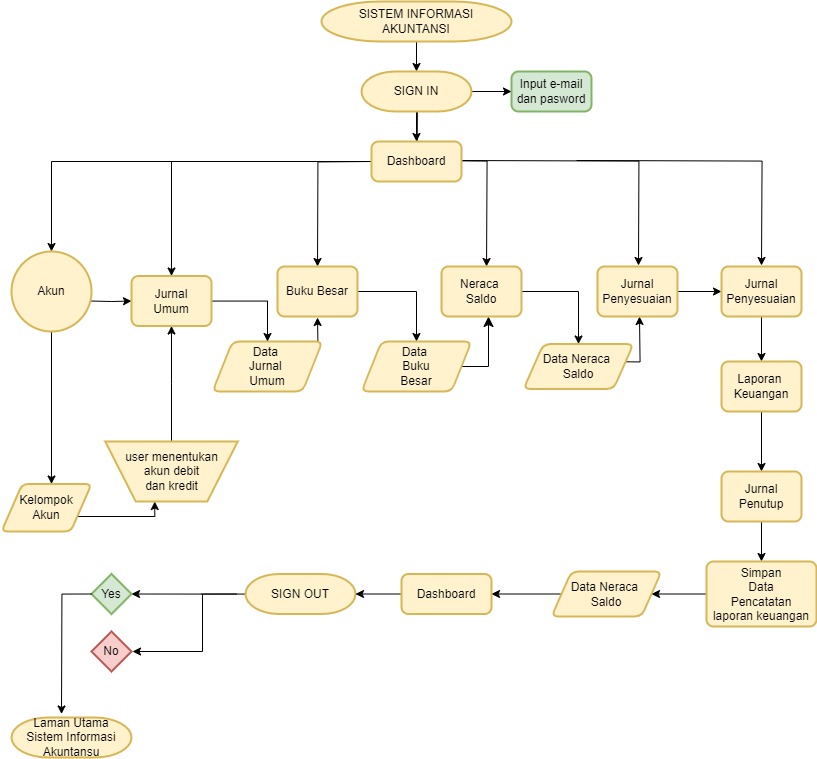 SISTEM INFORMASI
AKUNTANSI
SIGN IN
Input e-mail
dan pasword
Dashboard
Akun
Jurnal
Umum
Buku Besar
Neraca
Saldo
Jurnal
Penyesuaian
Jurnal
Penyesuaian
Data
Jurnal
Umum
Data
Buku
Besar
Data Neraca
Saldo
Laporan
Keuangan
user menentukan
akun debit
dan kredit
Kelompok
Akun
Jurnal
Penutup
Simpan
Data
Pencatatan
laporan keuangan
Data Neraca
Saldo
Dashboard
SIGN OUT
Yes
No
Laman Utama
Sistem Informasi
Akuntansu